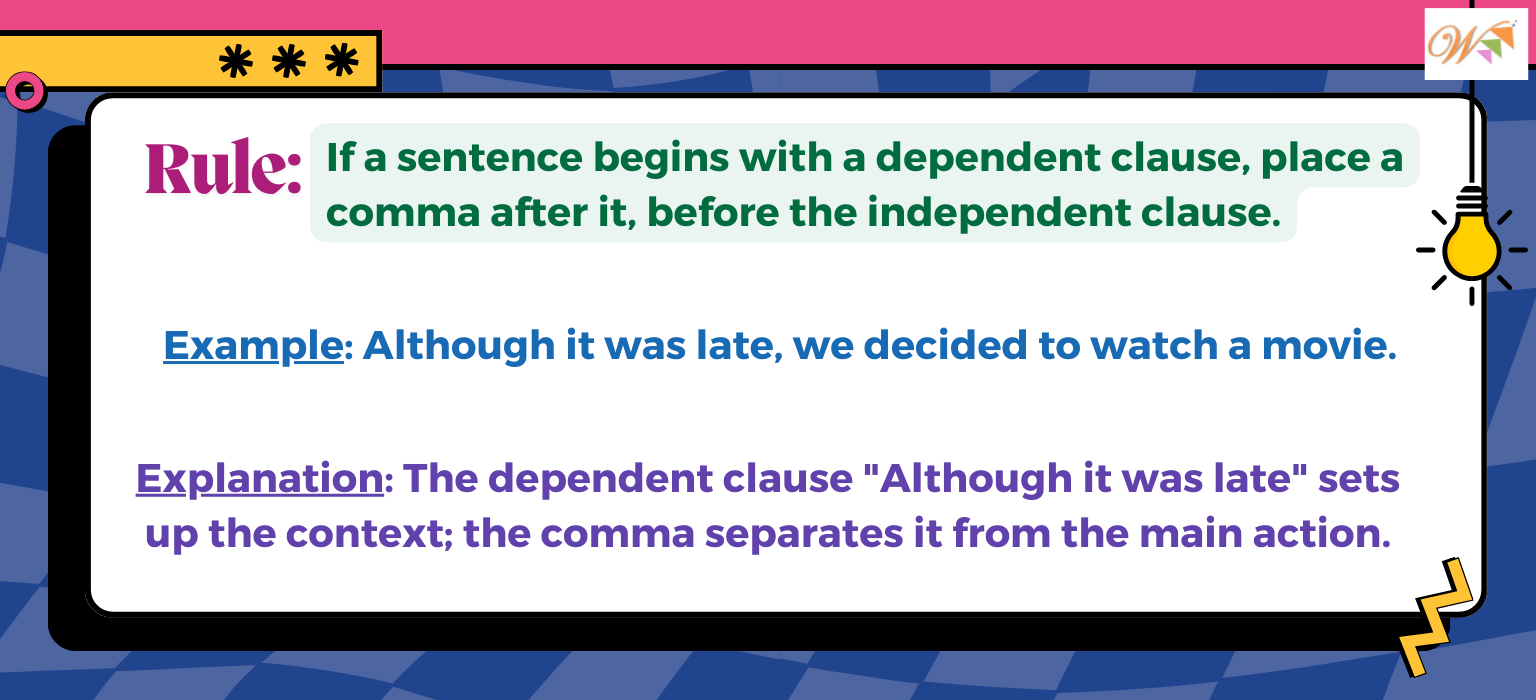 Rule: If a sentence begins with a dependent clause, place a
comma after it, before the independent clause.
Example: Although it was late, we decided to watch a movie.
Explanation: The dependent clause "Although it was late" sets
up the context; the comma separates it from the main action.